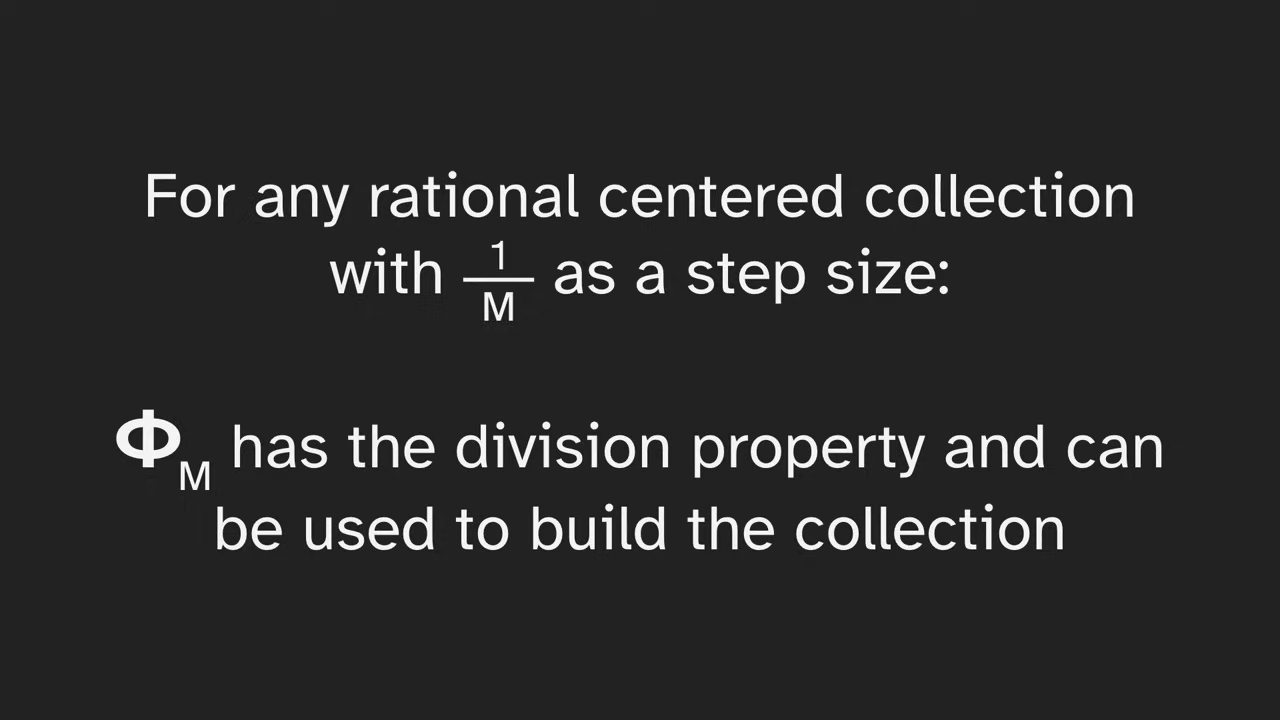 For any rational centered collection
with 1/M as a step size:
Φ_M has the division property and can
be used to build the collection